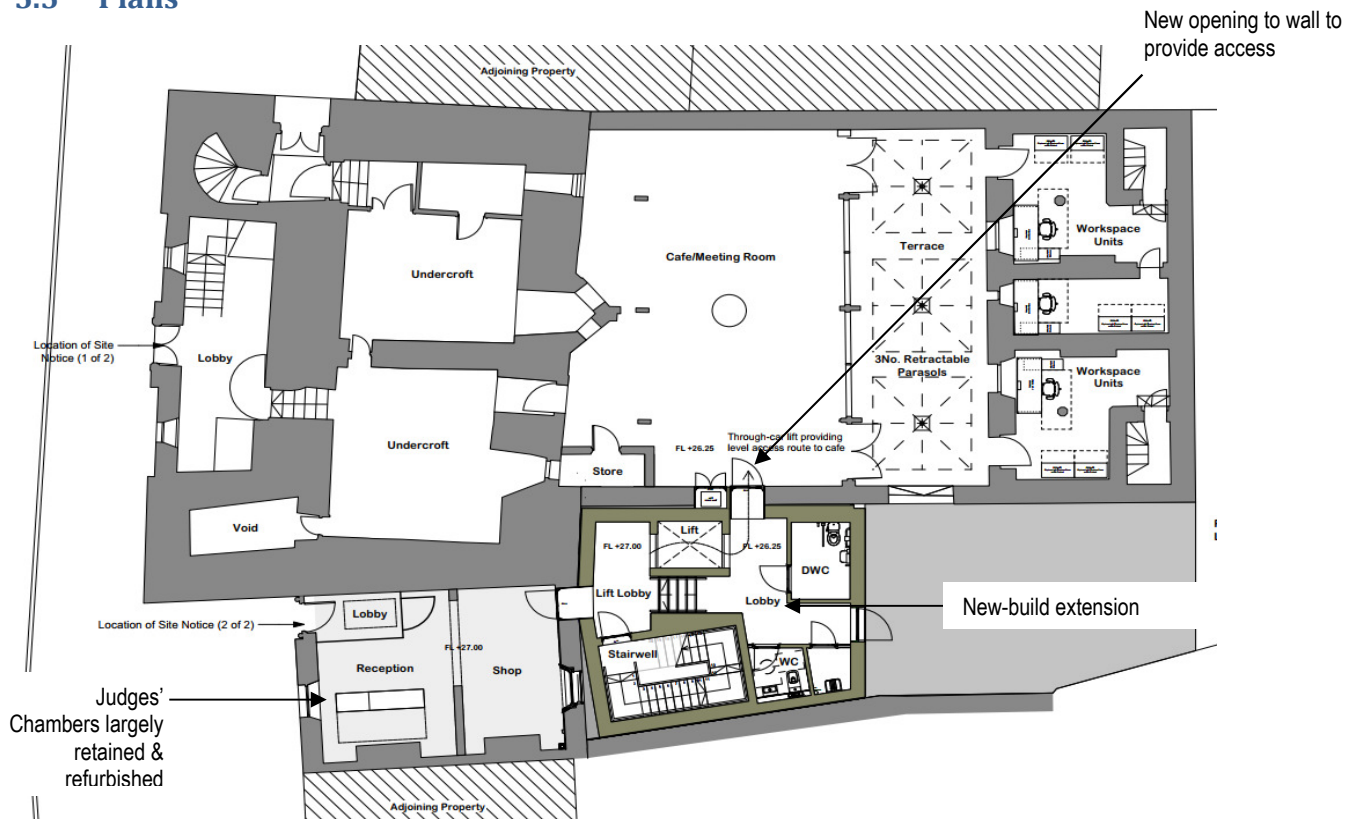 Plans
New opening to wall to
provide access
Adjoining Property
Undercroft
Cafe/Meeting Room
Terrace
Workspace
Units
Location of Site
Notice (1 of 2)
Lobby
3No. Retractable
Parasols
Workspace
Units
Undercroft
FL +26.25
Through-car lift providing
level access route to cafe
Store
Void
Lift
FL +27.00
FL +26.25
DWC
Lift Lobby
Lobby
New-build extension
Lobby
Location of Site Notice (2 of 2)
FL +27.00
Reception
Shop
Stairwell
WC
Judges’
Chambers largely
retained &
refurbished
Adjoining Property